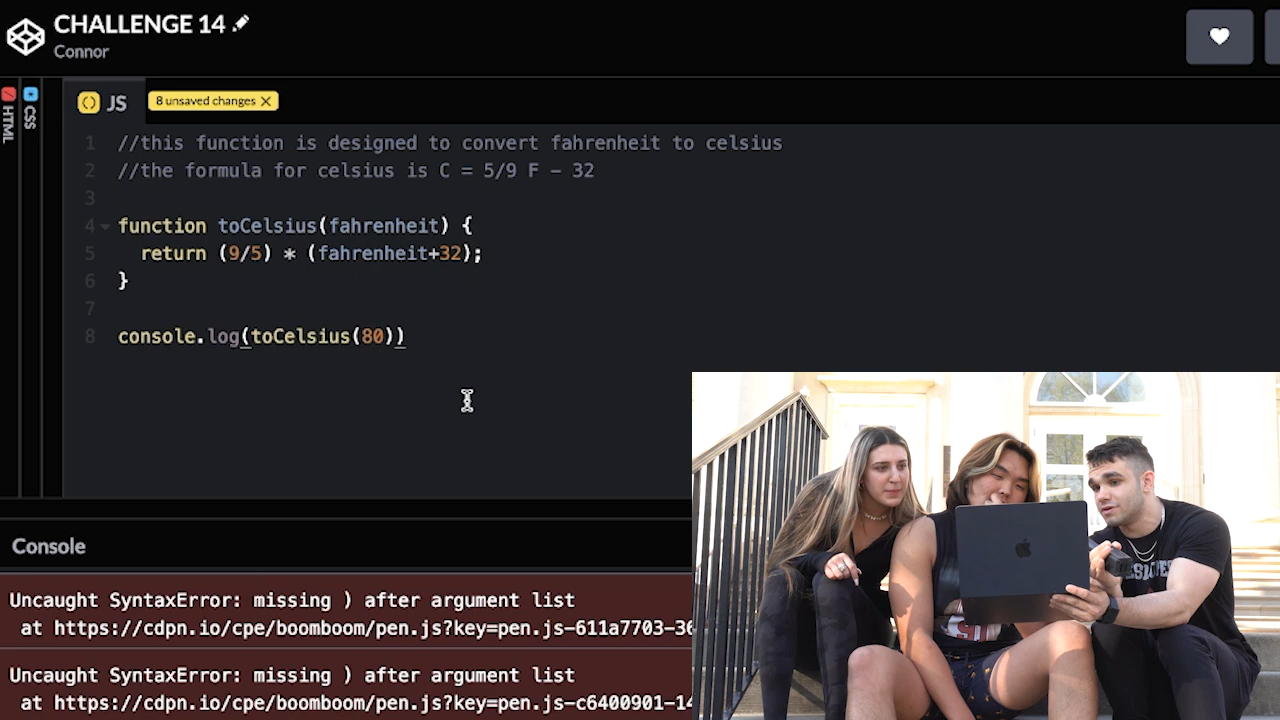 CHALLENGE 14
Connor
HTML
CSS
JS
8 unsaved changes X
1 //this function is designed to convert fahrenheit to celsius
2 //the formula for celsius is C = 5/9 F - 32
3
4 function toCelsius(fahrenheit) {
5 return (9/5) * (fahrenheit+32);
6 }
7
8 console.log(toCelsius(80))
Console
Uncaught SyntaxError: missing ) after argument list
at https://cdpn.io/cpe/boomboom/pen.js?key=pen.js-611a7703-36
Uncaught SyntaxError: missing ) after argument list
at https://cdpn.io/cpe/boomboom/pen.js?key=pen.js-c6400901-14